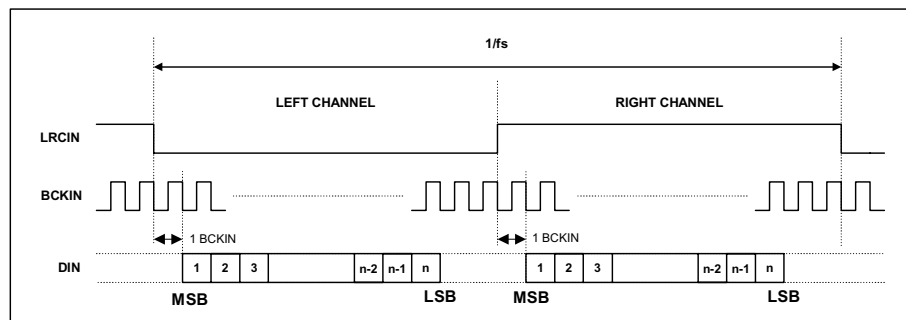 1/fs
LEFT CHANNEL RIGHT CHANNEL
LRCIN
BCKIN
1 BCKIN 1 BCKIN
DIN 1 2 3 n-2 n-1 n 1 2 3 n-2 n-1 n
MSB LSB MSB LSB